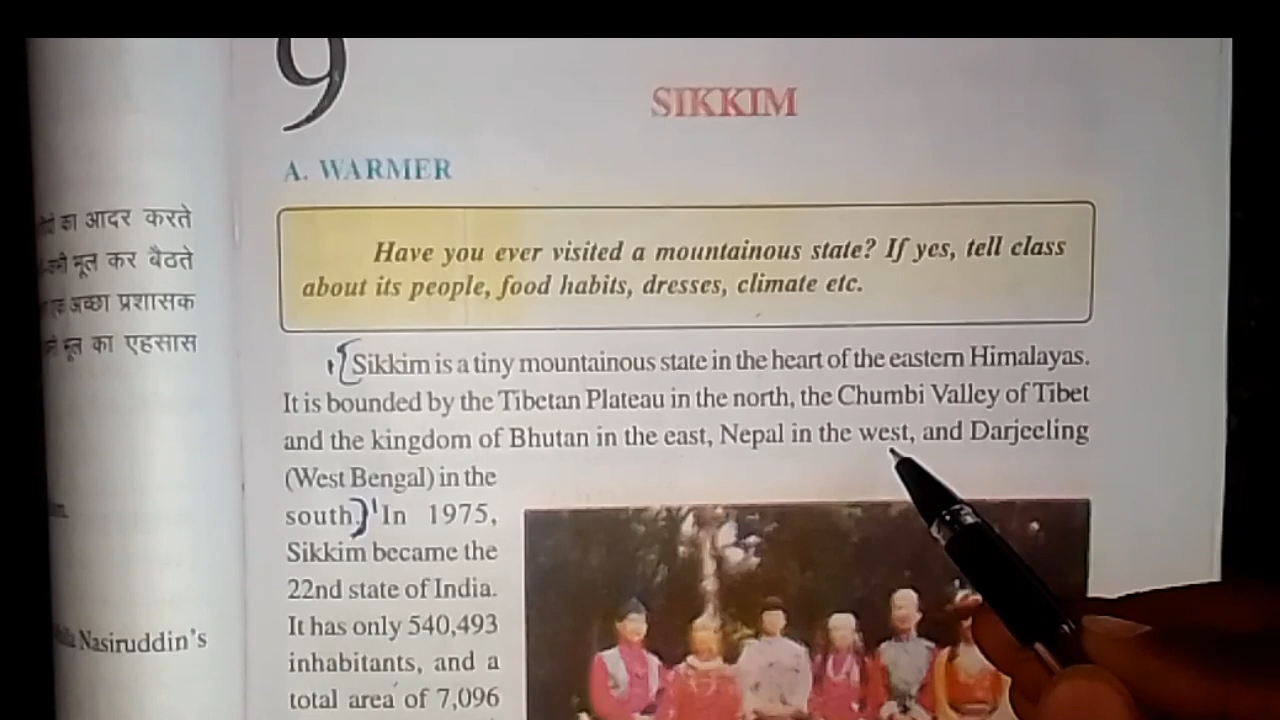 का आदर करते
भूल कर बैठते
अच्छा प्रशासक
भूल का एहसास
Nasiruddin's
9
SIKKIM
A. WARMER
Have you ever visited a mountainous state? If yes, tell class
about its people, food habits, dresses, climate etc.
Sikkim is a tiny mountainous state in the heart of the eastern Himalayas.
It is bounded by the Tibetan Plateau in the north, the Chumbi Valley of Tibet
and the kingdom of Bhutan in the east, Nepal in the west, and Darjeeling
(West Bengal) in the
south. In 1975,
Sikkim became the
22nd state of India.
It has only 540,493
inhabitants, and a
total area of 7,096